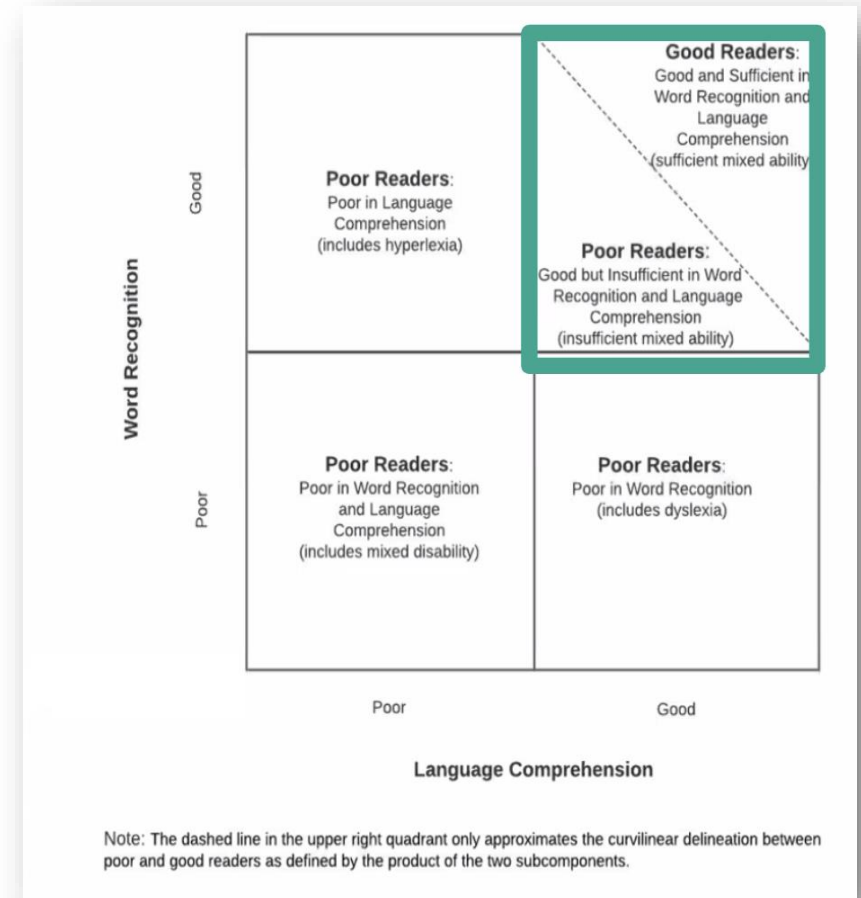 Good Readers:
Good and Sufficient in
Word Recognition and
Language
Comprehension
(sufficient mixed ability
Poor Readers:
Poor in Language
Comprehension
(includes hyperlexia)
Poor Readers:
Good but Insufficient in Word
Recognition and Language
Comprehension
(insufficient mixed ability)
Good
Word Recognition
Poor
Poor Readers:
Poor in Word Recognition
and Language
Comprehension
(includes mixed disability)
Poor Readers:
Poor in Word Recognition
(includes dyslexia)
Poor
Good
Language Comprehension
Note: The dashed line in the upper right quadrant only approximates the curvilinear delineation between
poor and good readers as defined by the product of the two subcomponents.